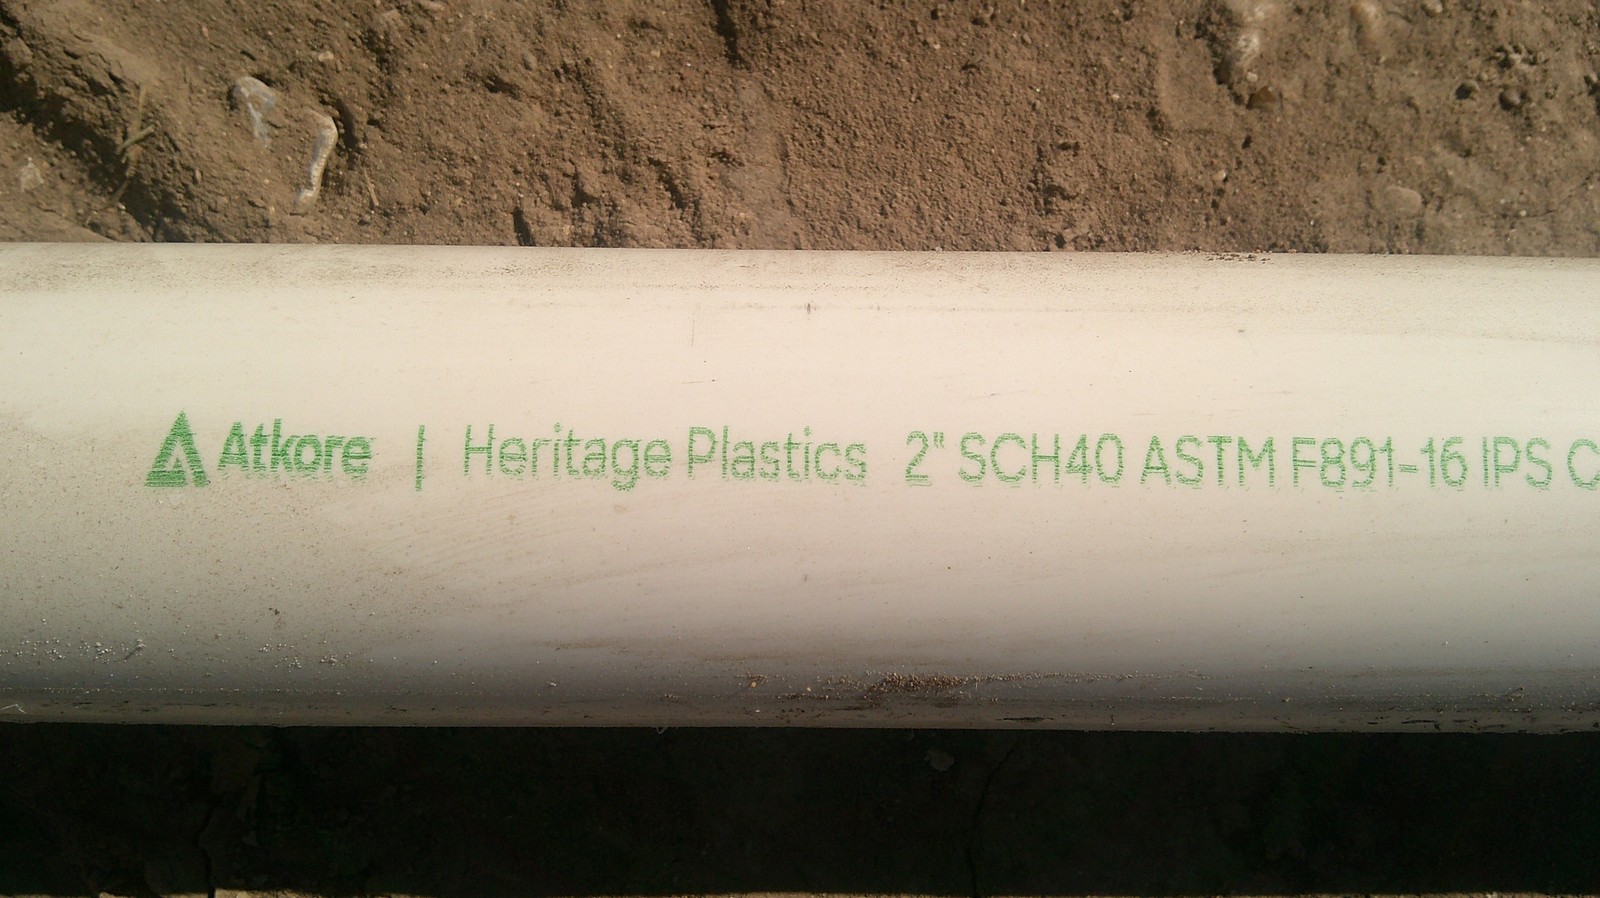 Atkore | Heritage Plastics 2" SCH40 ASTM F891-16 IPS C